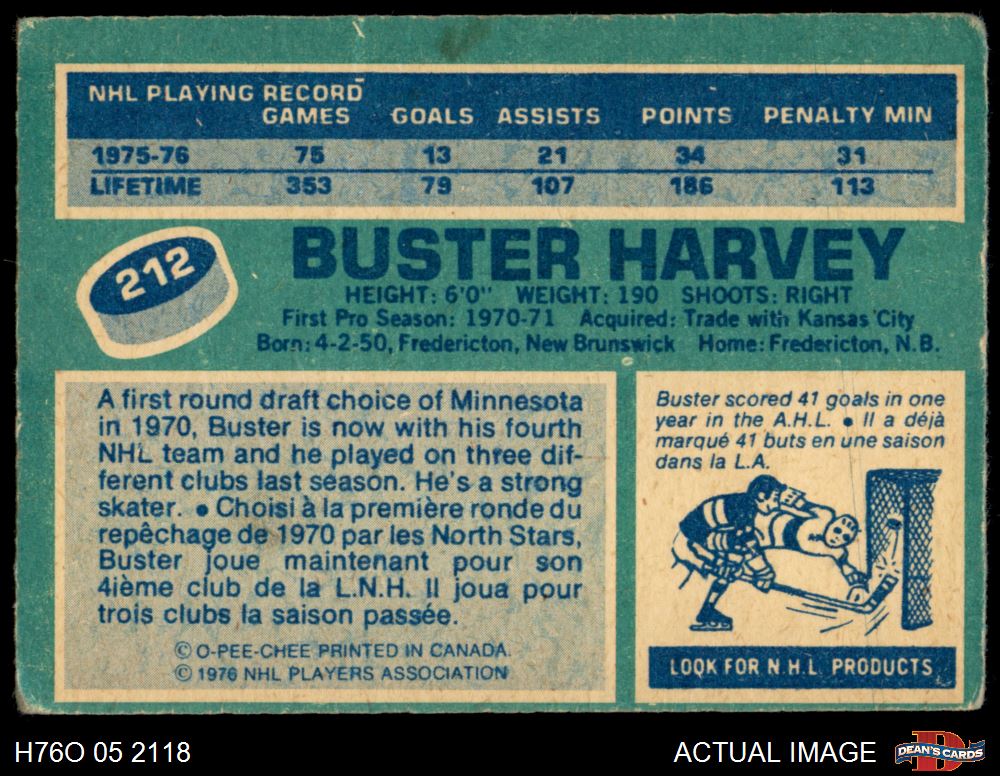 NHL PLAYING RECORD
GAMES GOALS ASSISTS POINTS PENALTY MIN
1975-76 75 13 21 34 31
LIFETIME 353 79 107 186 113
212
BUSTER HARVEY
HEIGHT: 6'0" WEIGHT: 190 SHOOTS: RIGHT
First Pro Season: 1970-71 Acquired: Trade with Kansas City
Born: 4-2-50, Fredericton, New Brunswick Home: Fredericton, N.B.
A first round draft choice of Minnesota
in 1970, Buster is now with his fourth
NHL team and he played on three dif-
ferent clubs last season. He's a strong
skater. • Choisi à la première ronde du
repêchage de 1970 par les North Stars,
Buster joue maintenant pour son
4ième club de la L.N.H. Il joua pour
trois clubs la saison passée.
© O-PEE-CHEE PRINTED IN CANADA.
© 1976 NHL PLAYERS ASSOCIATION
Buster scored 41 goals in one
year in the A.H.L. • Il a déjà
marqué 41 buts en une saison
dans la L.A.
LOOK FOR N.H.L. PRODUCTS
H76O 05 2118
ACTUAL IMAGE
DEAN'S CARDS